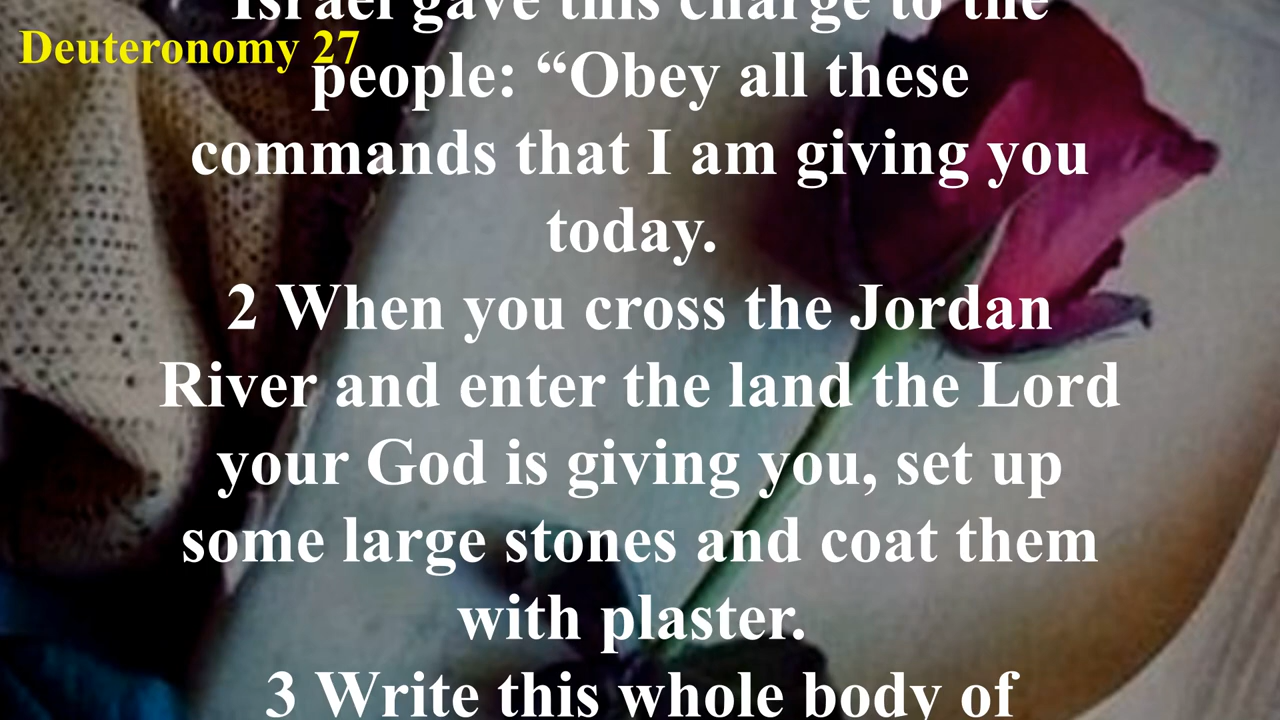 Israel gave this charge to the
Deuteronomy 27
people: “Obey all these
commands that I am giving you
today.
2 When you cross the Jordan
River and enter the land the Lord
your God is giving you, set up
some large stones and coat them
with plaster.
3 Write this whole body of